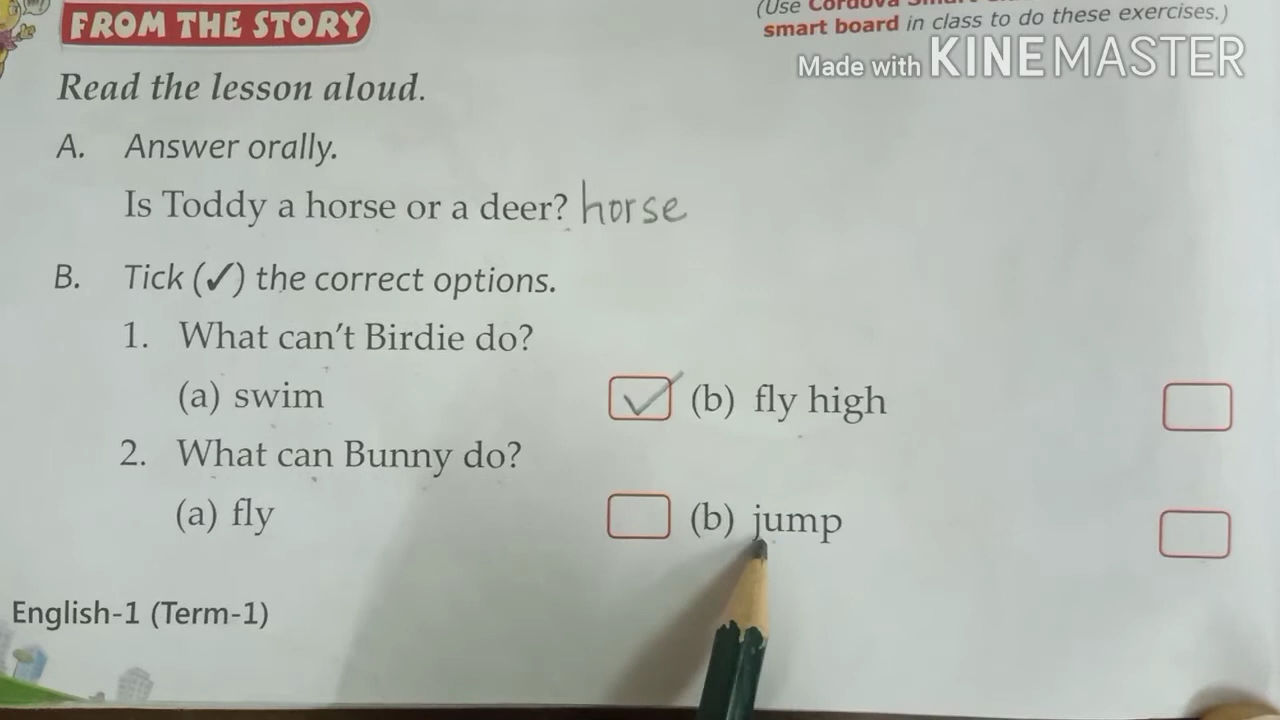 FROM THE STORY
(Use Cordova Smart
smart board in class to do these exercises.)
Made with KINEMASTER
Read the lesson aloud.
A. Answer orally.
Is Toddy a horse or a deer? horse
B. Tick (✓) the correct options.
1. What can't Birdie do?
(a) swim ✓ (b) fly high
2. What can Bunny do?
(a) fly (b) jump
English-1 (Term-1)